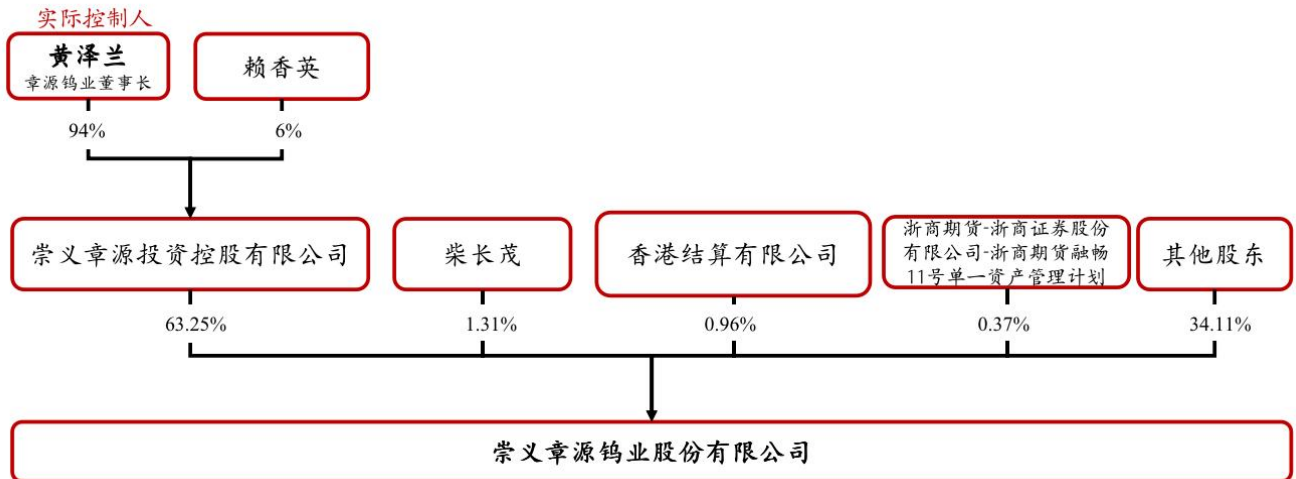 实际控制人
黄泽兰
章源钨业董事长
赖香英
94%
6%
崇义章源投资控股有限公司
柴长茂
香港结算有限公司
浙商期货-浙商证券股份
有限公司-浙商期货融畅
11号单一资产管理计划
其他股东
63.25%
1.31%
0.96%
0.37%
34.11%
崇义章源钨业股份有限公司